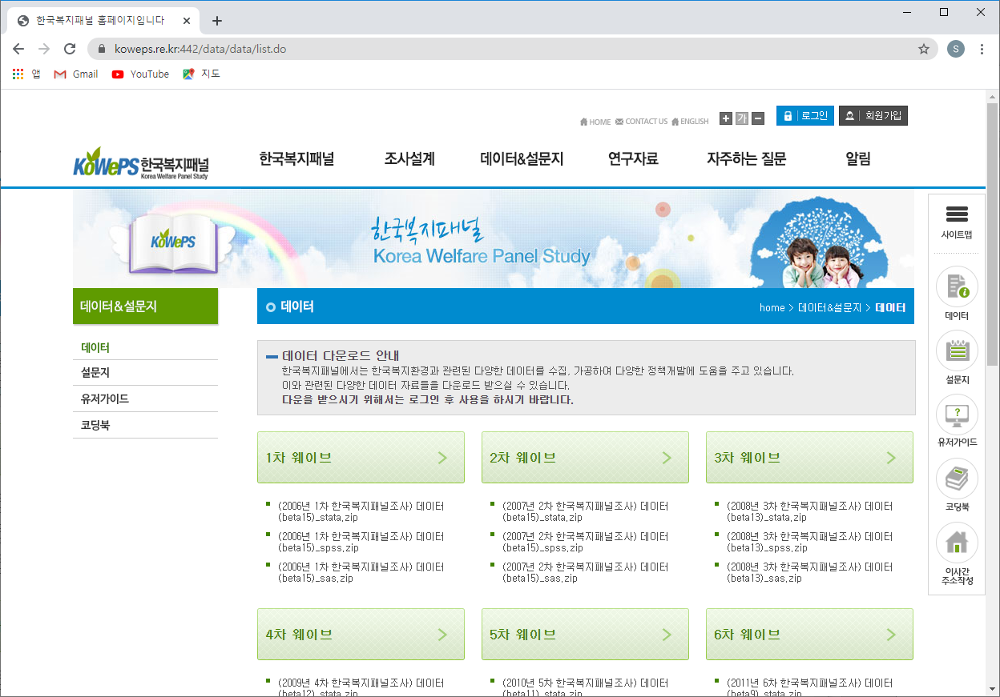 한국복지패널 홈페이지입니다
koweps.re.kr:442/data/data/list.do
S
앱 Gmail YouTube 지도
HOME CONTACT US ENGLISH 가 로그인 회원가입
KOWePS 한국복지패널
Korea Welfare Panel Study
한국복지패널 조사설계 데이터&설문지 연구자료 자주하는 질문 알림
KOWePS
한국복지패널
Korea Welfare Panel Study
데이터&설문지
데이터
설문지
유저가이드
코딩북
데이터
home > 데이터&설문지 > 데이터
데이터 다운로드 안내
한국복지패널에서는 한국복지환경과 관련된 다양한 데이터를 수집, 가공하여 다양한 정책개발에 도움을 주고 있습니다.
이와 관련된 다양한 데이터 자료들을 다운로드 받으실 수 있습니다.
다운을 받으시기 위해서는 로그인 후 사용을 하시기 바랍니다.
1차 웨이브
(2006년 1차 한국복지패널조사) 데이터
(beta15)_stata.zip
(2006년 1차 한국복지패널조사) 데이터
(beta15)_spss.zip
(2006년 1차 한국복지패널조사) 데이터
(beta15)_sas.zip
2차 웨이브
(2007년 2차 한국복지패널조사) 데이터
(beta15)_stata.zip
(2007년 2차 한국복지패널조사) 데이터
(beta15)_spss.zip
(2007년 2차 한국복지패널조사) 데이터
(beta15)_sas.zip
3차 웨이브
(2008년 3차 한국복지패널조사) 데이터
(beta13)_stata.zip
(2008년 3차 한국복지패널조사) 데이터
(beta13)_spss.zip
(2008년 3차 한국복지패널조사) 데이터
(beta13)_sas.zip
4차 웨이브
(2009년 4차 한국복지패널조사) 데이터
(beta12)_stata.zip
5차 웨이브
(2010년 5차 한국복지패널조사) 데이터
(beta11)_stata.zip
6차 웨이브
(2011년 6차 한국복지패널조사) 데이터
(beta9)_stata.zip
사이트맵
데이터
설문지
유저가이드
코딩북
이사간
주소작성